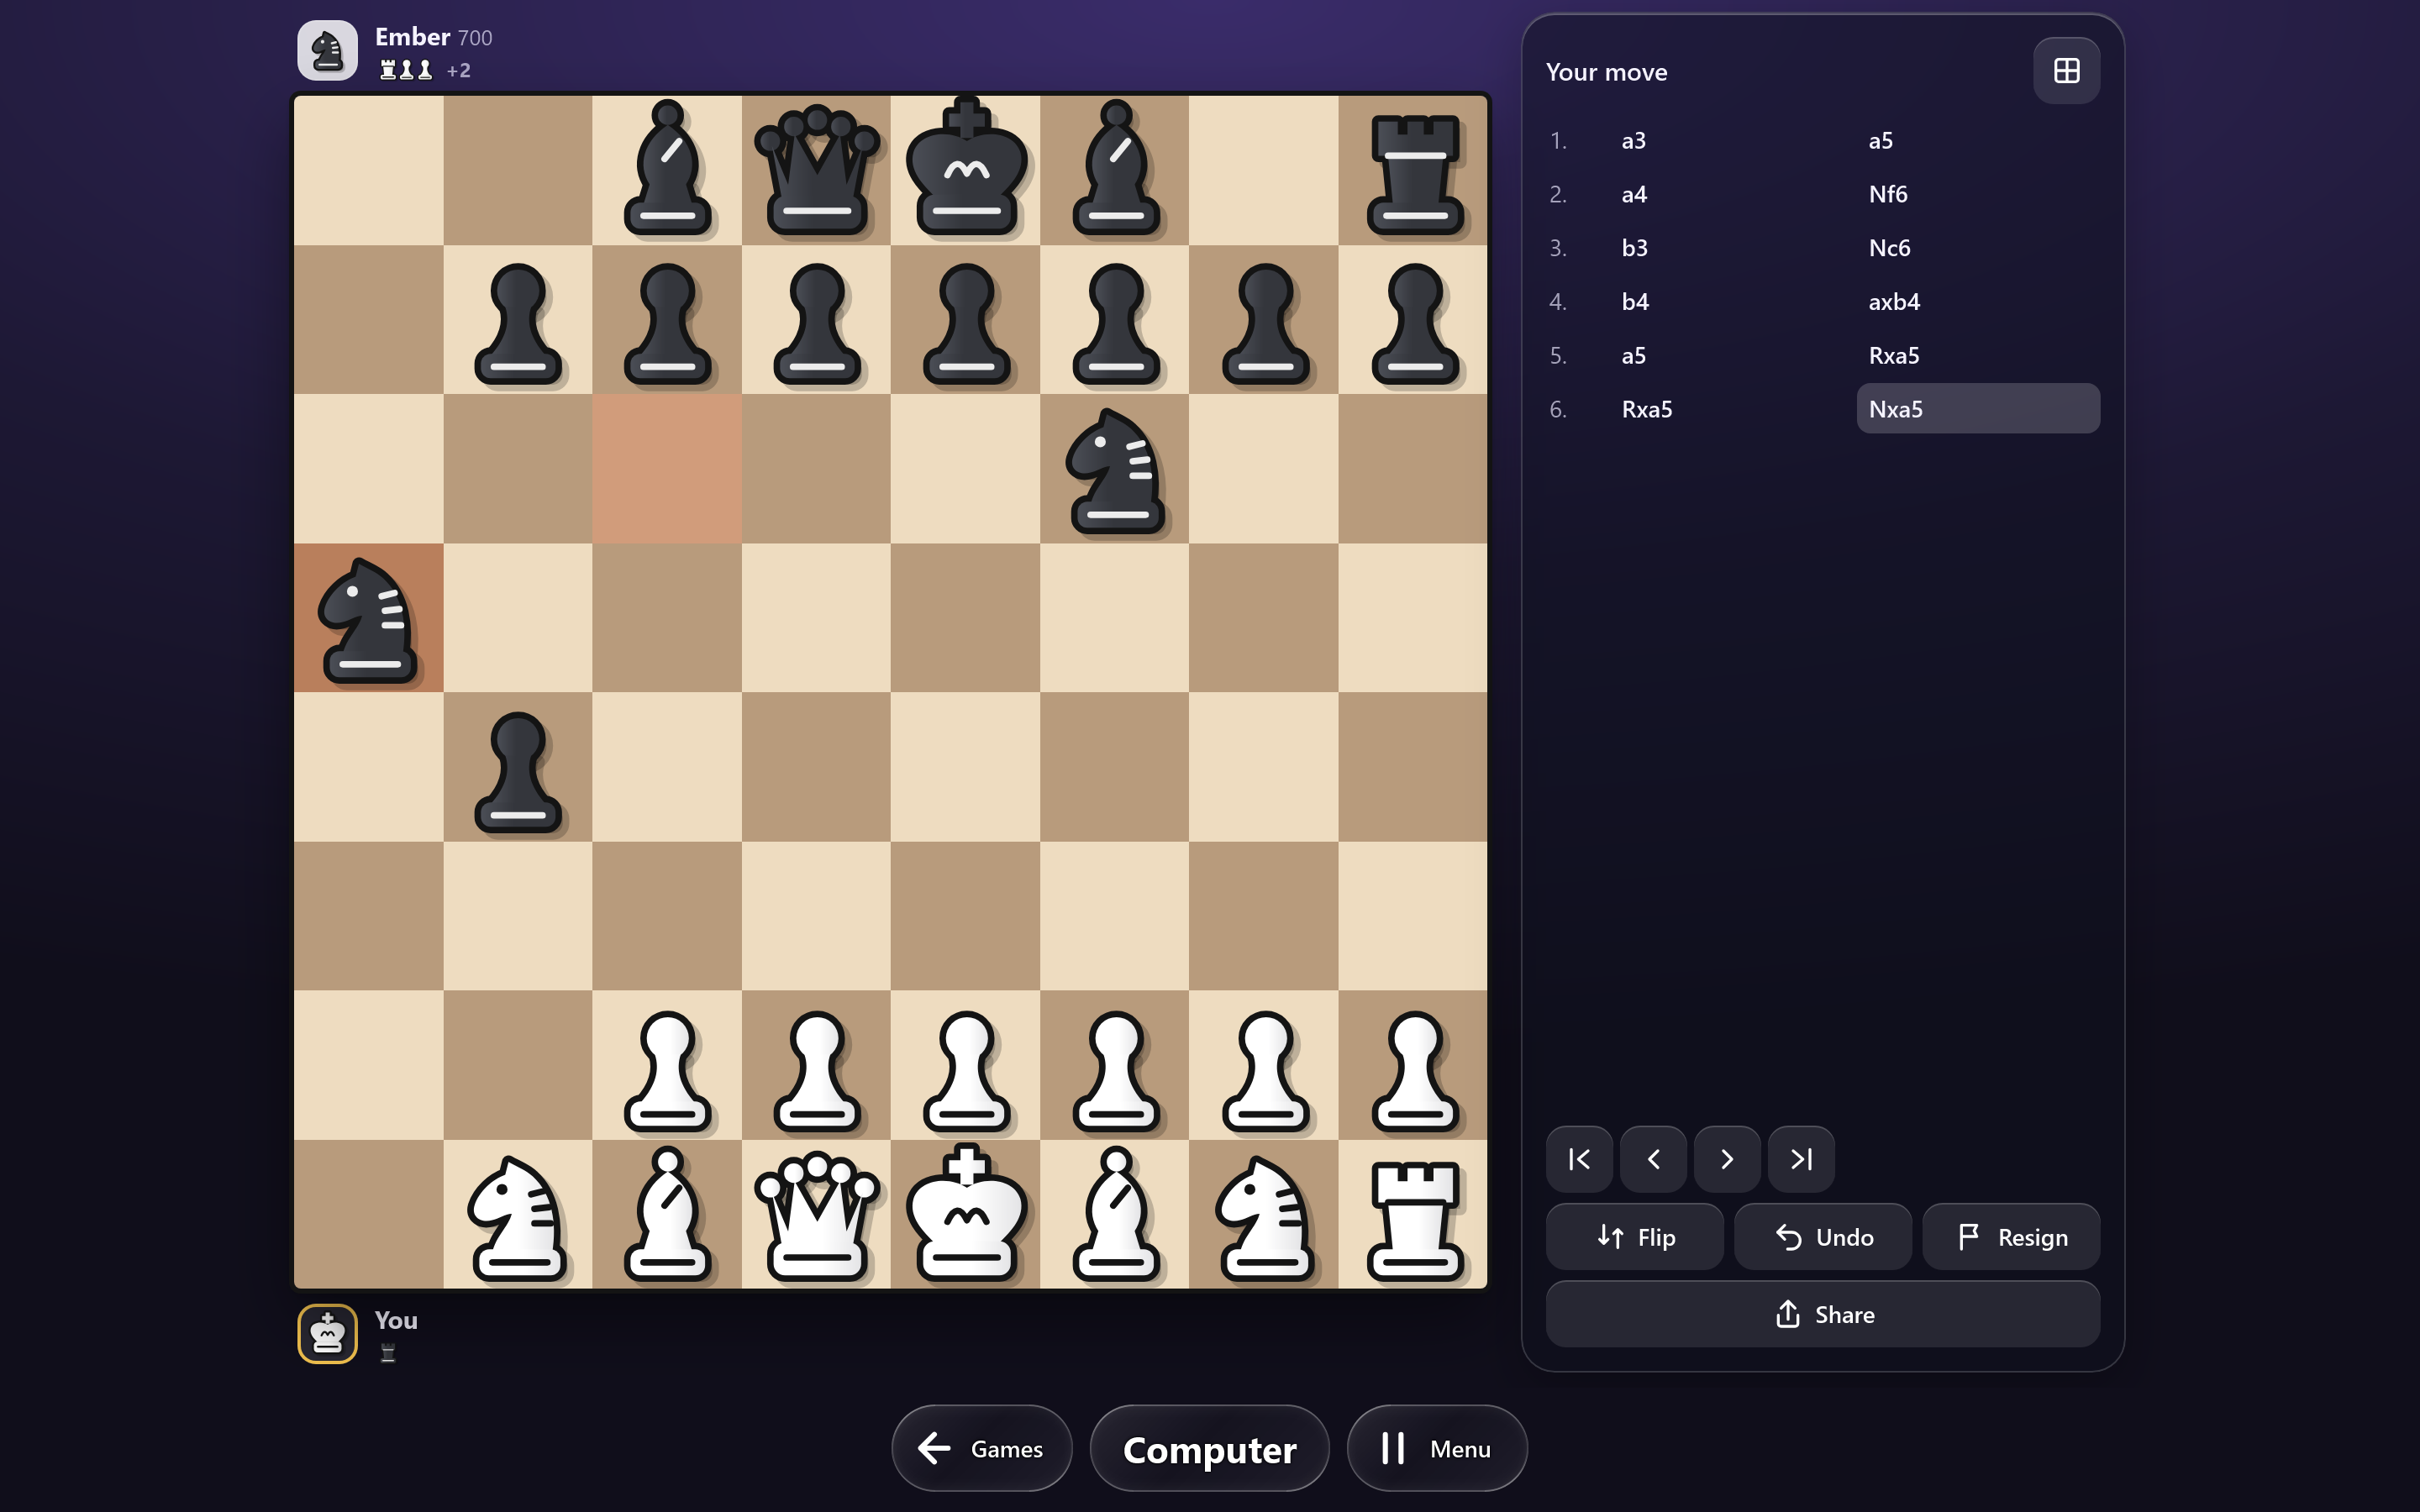 Ember 700
+2
Your move
1. a3 a5
2. a4 Nf6
3. b3 Nc6
4. b4 axb4
5. a5 Rxa5
6. Rxa5 Nxa5
Flip
Undo
Resign
Share
You
Games
Computer
Menu